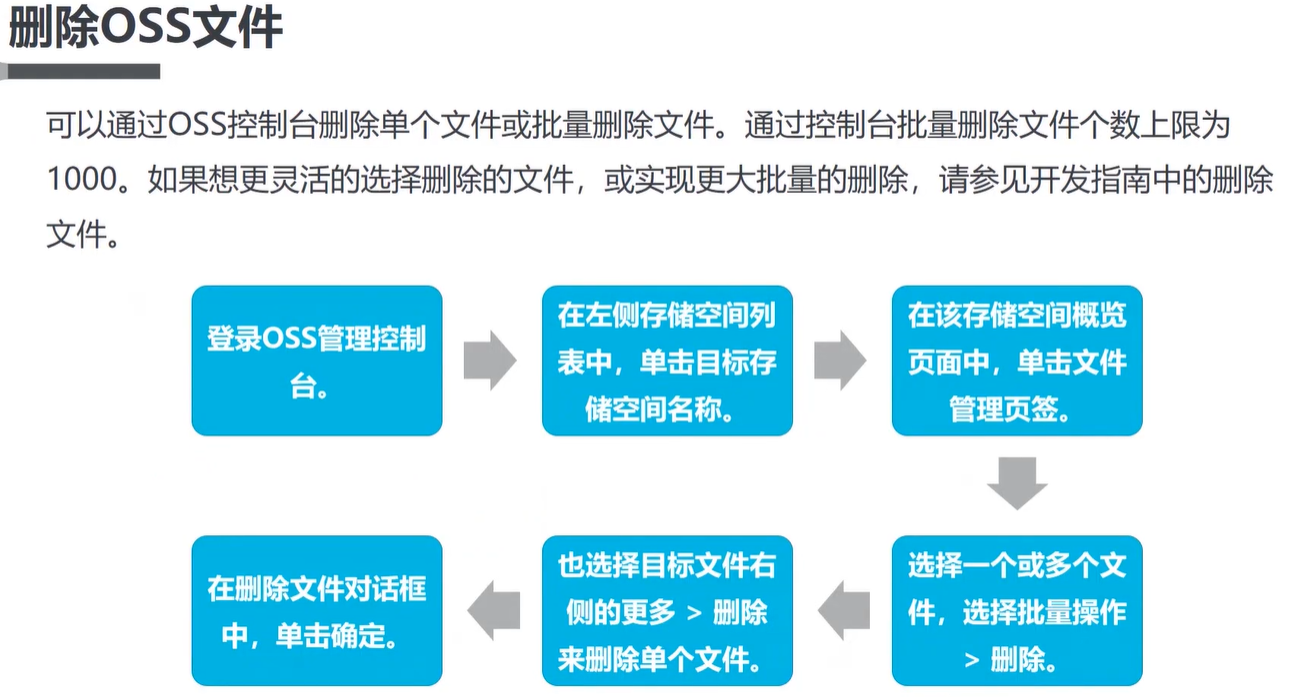 删除OSS文件
可以通过OSS控制台删除单个文件或批量删除文件。通过控制台批量删除文件个数上限为
1000。如果想更灵活的选择删除的文件，或实现更大批量的删除，请参见开发指南中的删除
文件。
登录OSS管理控制
台。
在左侧存储空间列
表中，单击目标存
储空间名称。
在该存储空间概览
页面中，单击文件
管理页签。
选择一个或多个文
件，选择批量操作
> 删除。
也选择目标文件右
侧的更多 > 删除
来删除单个文件。
在删除文件对话框
中，单击确定。